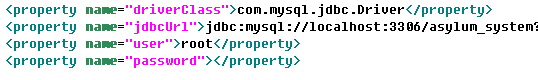 <property name="driverClass">com.mysql.jdbc.Driver</property>
<property name="jdbcUrl">jdbc:mysql://localhost:3306/asylum_system?
<property name="user">root</property>
<property name="password"></property>